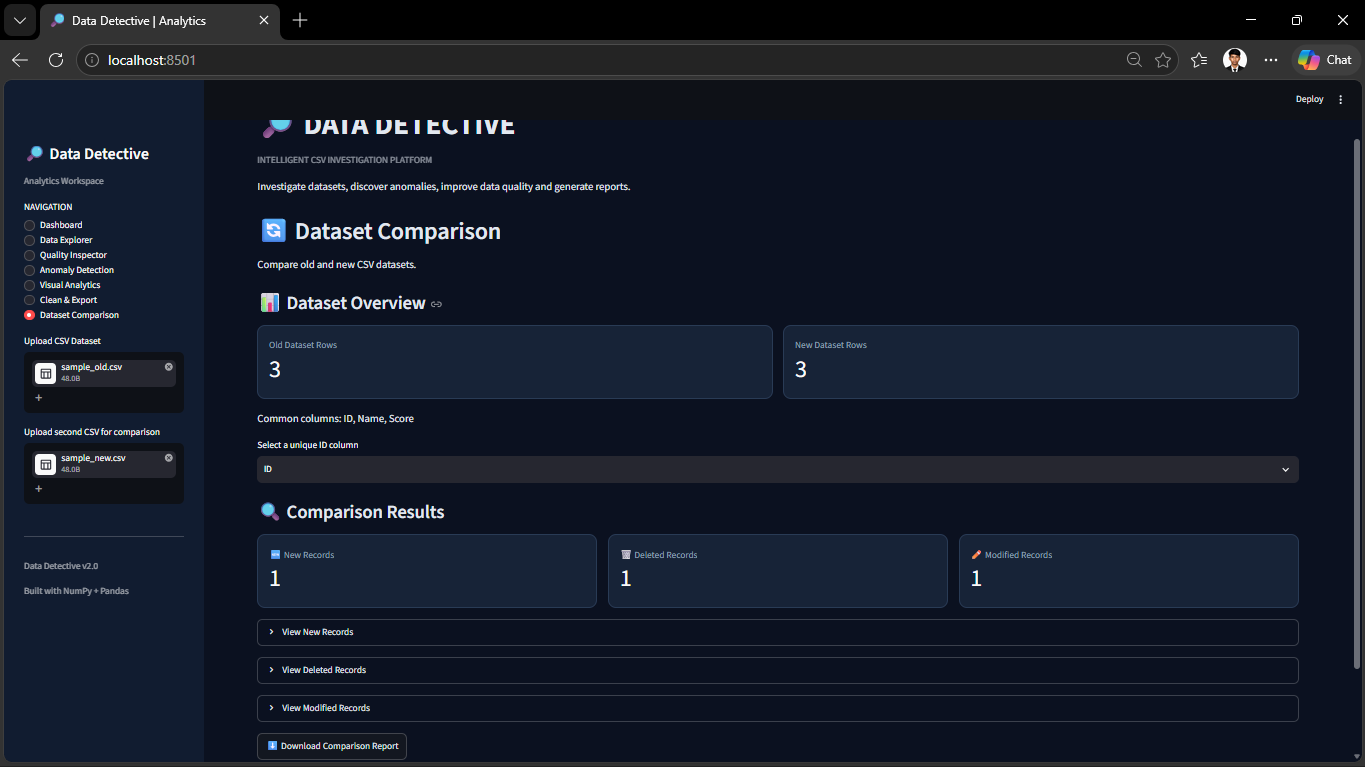 Data Detective | Analytics
localhost:8501
Chat
Deploy
Data Detective
Analytics Workspace
NAVIGATION
Dashboard
Data Explorer
Quality Inspector
Anomaly Detection
Visual Analytics
Clean & Export
Dataset Comparison
Upload CSV Dataset
sample_old.csv
48.0B
Upload second CSV for comparison
sample_new.csv
48.0B
Data Detective v2.0
Built with NumPy + Pandas
DATA DETECTIVE
INTELLIGENT CSV INVESTIGATION PLATFORM
Investigate datasets, discover anomalies, improve data quality and generate reports.
Dataset Comparison
Compare old and new CSV datasets.
Dataset Overview
Old Dataset Rows
3
New Dataset Rows
3
Common columns: ID, Name, Score
Select a unique ID column
ID
Comparison Results
New Records
1
Deleted Records
1
Modified Records
1
View New Records
View Deleted Records
View Modified Records
Download Comparison Report